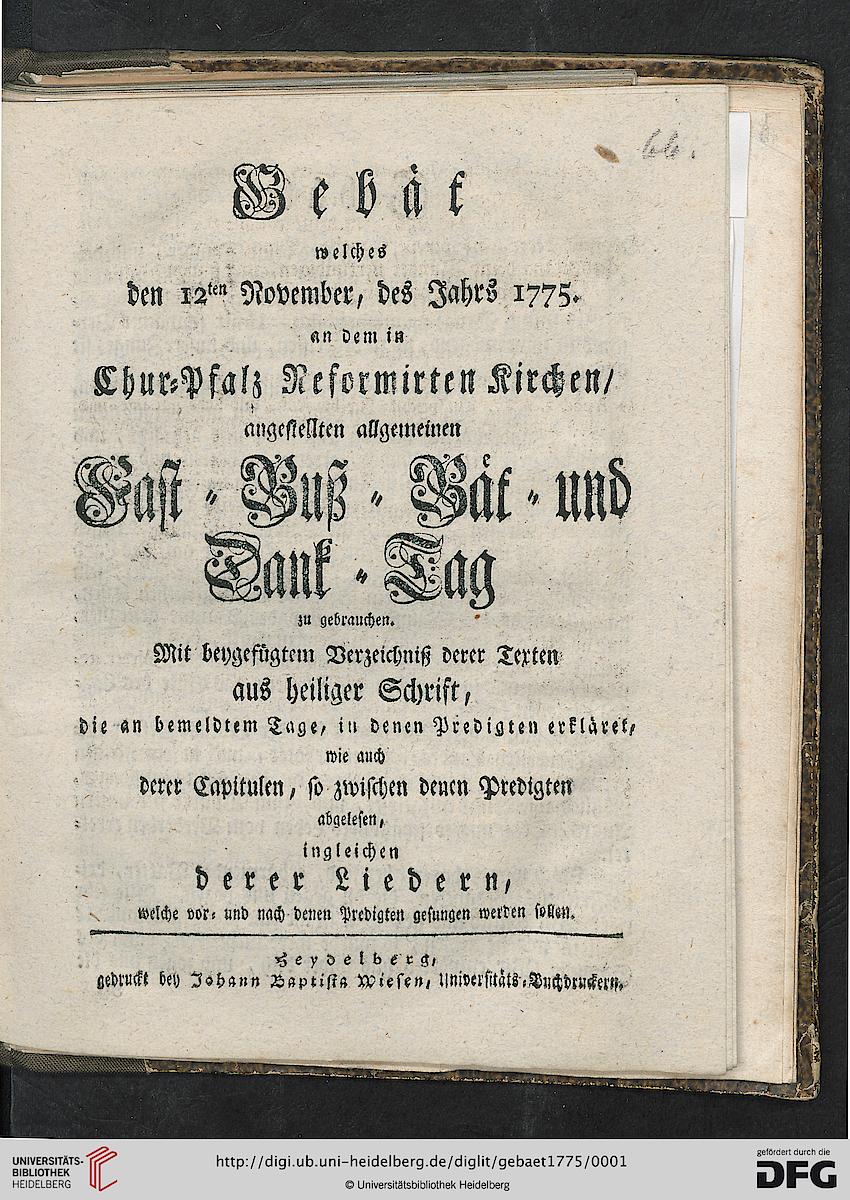 66.
Gebät
welches
den 12ten November, des Jahrs 1775.
an dem in
Chur-Pfalz Reformirten Kirchen/
angestellten allgemeinen
Fast- Buß- Bät- und
Dank-Tag
zu gebrauchen.
Mit beygefügtem Verzeichniß derer Texten
aus heiliger Schrift,
die an bemeldtem Tage, in denen Predigten erkläret,
wie auch
derer Capitulen, so zwischen denen Predigten
abgelesen,
ingleichen
derer Liedern,
welche vor- und nach denen Predigten gesungen werden sollen.
Heydelberg,
gedruckt bey Johann Baptista Wiesen, Universitäts-Buchdruckern.
UNIVERSITÄTS-
BIBLIOTHEK
HEIDELBERG
http://digi.ub.uni-heidelberg.de/diglit/gebaet1775/0001
© Universitätsbibliothek Heidelberg
gefördert durch die
DFG